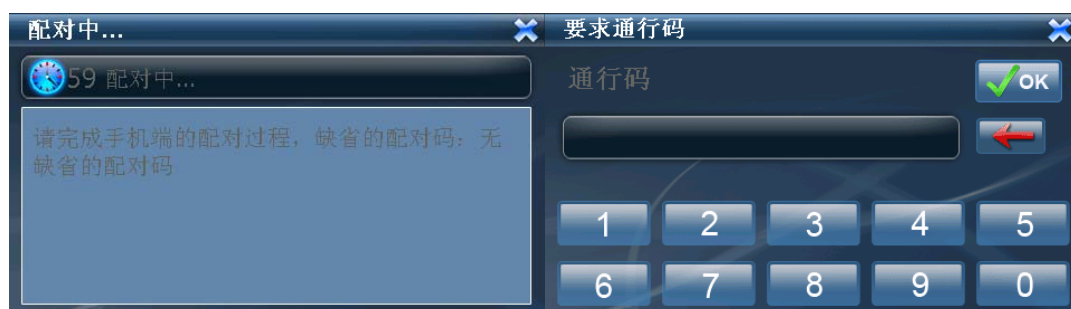 配对中...
59 配对中...
请完成手机端的配对过程，缺省的配对码：无
缺省的配对码
要求通行码
通行码
OK
1 2 3 4 5
6 7 8 9 0